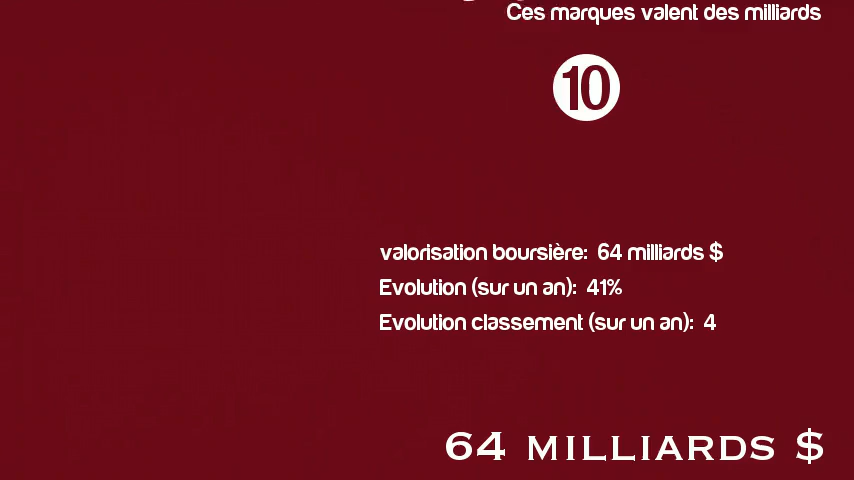 Ces marques valent des milliards
10
valorisation boursière: 64 milliards $
Evolution (sur un an): 41%
Evolution classement (sur un an): 4
64 MILLIARDS $